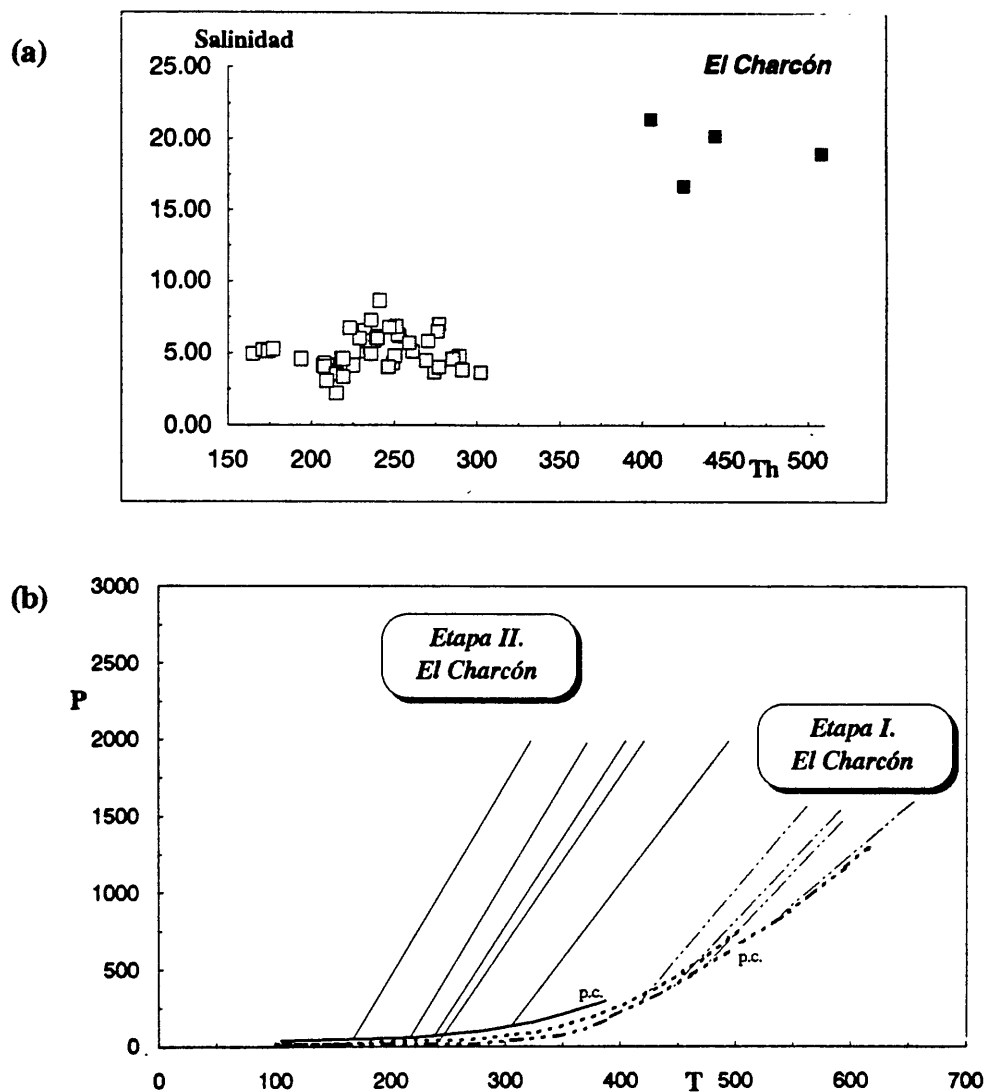 (a)
Salinidad
El Charcón
25.00
20.00
15.00
10.00
5.00
0.00
150 200 250 300 400 450 Th 500
(b)
3000
2500
P
2000
1500
1000
500
0
Etapa II.
El Charcón
Etapa I.
El Charcón
p.c.
p.c.
0 100 200 300 400 T 500 600 700